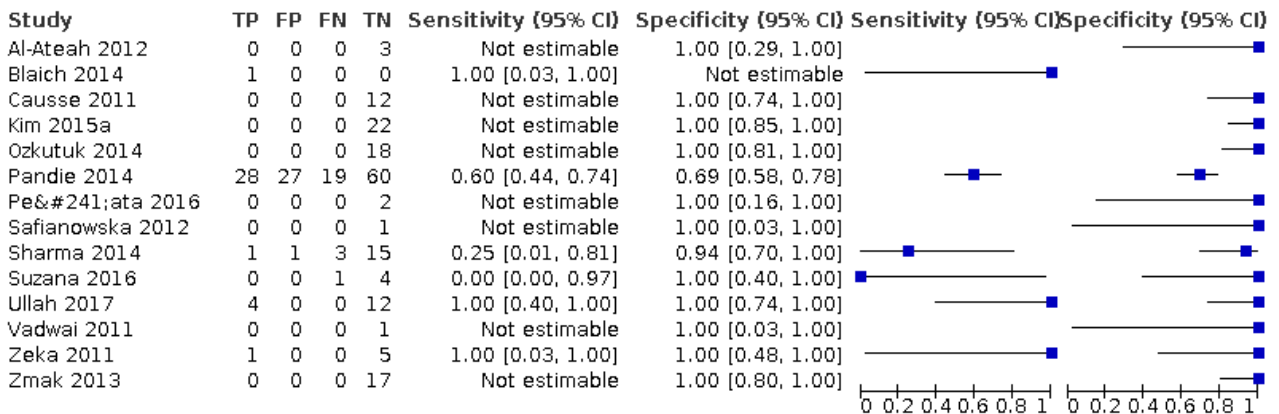 Study TP FP FN TN Sensitivity (95% CI) Specificity (95% CI) Sensitivity (95% CI) Specificity (95% CI)
Al-Ateah 2012 0 0 0 3 Not estimable 1.00 [0.29, 1.00]
Blaich 2014 1 0 0 0 1.00 [0.03, 1.00] Not estimable
Causse 2011 0 0 0 12 Not estimable 1.00 [0.74, 1.00]
Kim 2015a 0 0 0 22 Not estimable 1.00 [0.85, 1.00]
Ozkutuk 2014 0 0 0 18 Not estimable 1.00 [0.81, 1.00]
Pandie 2014 28 27 19 60 0.60 [0.44, 0.74] 0.69 [0.58, 0.78]
Pe&#241;ata 2016 0 0 0 2 Not estimable 1.00 [0.16, 1.00]
Safianowska 2012 0 0 0 1 Not estimable 1.00 [0.03, 1.00]
Sharma 2014 1 1 3 15 0.25 [0.01, 0.81] 0.94 [0.70, 1.00]
Suzana 2016 0 0 1 4 0.00 [0.00, 0.97] 1.00 [0.40, 1.00]
Ullah 2017 4 0 0 12 1.00 [0.40, 1.00] 1.00 [0.74, 1.00]
Vadwai 2011 0 0 0 1 Not estimable 1.00 [0.03, 1.00]
Zeka 2011 1 0 0 5 1.00 [0.03, 1.00] 1.00 [0.48, 1.00]
Zmak 2013 0 0 0 17 Not estimable 1.00 [0.80, 1.00]
0 0.2 0.4 0.6 0.8 1 0 0.2 0.4 0.6 0.8 1